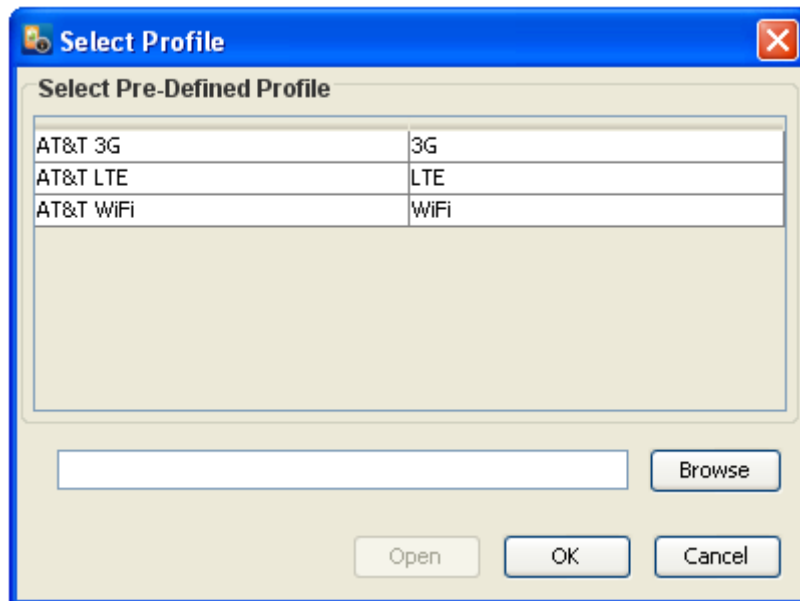 Select Profile
Select Pre-Defined Profile
AT&T 3G 3G
AT&T LTE LTE
AT&T WiFi WiFi
Browse
Open OK Cancel